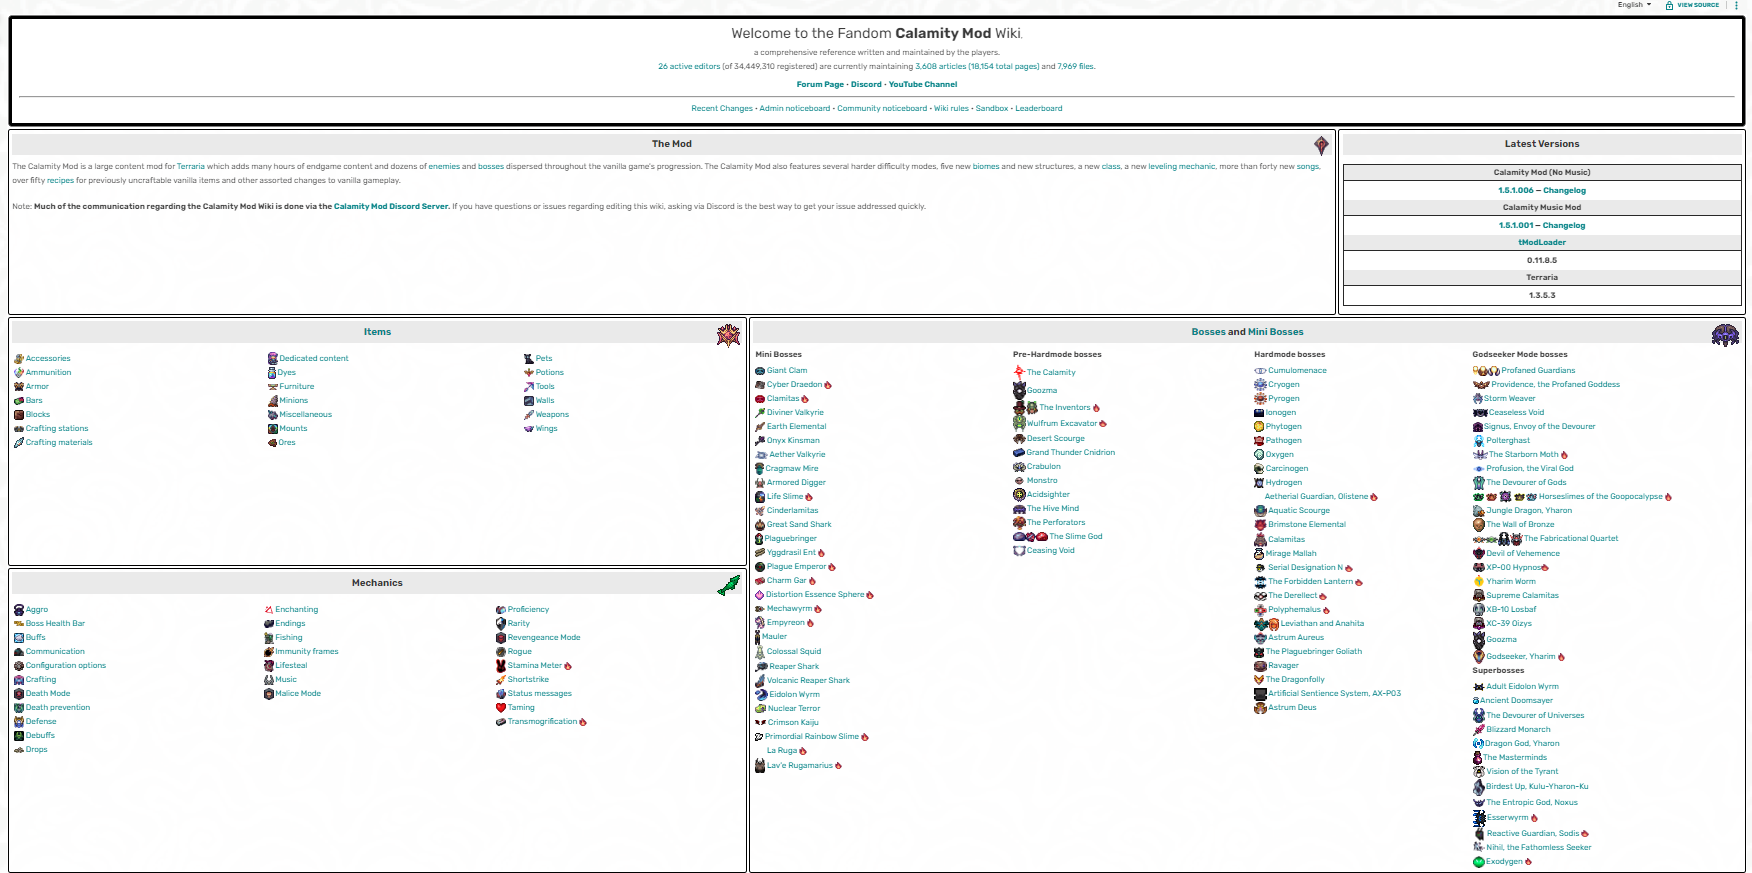 English
VIEW SOURCE
Welcome to the Fandom Calamity Mod Wiki.
a comprehensive reference written and maintained by the players.
26 active editors (of 34,449,310 registered) are currently maintaining 3,608 articles (18,154 total pages) and 7,969 files.
Forum Page • Discord • YouTube Channel
Recent Changes • Admin noticeboard • Community noticeboard • Wiki rules • Sandbox • Leaderboard
The Mod
The Calamity Mod is a large content mod for Terraria which adds many hours of endgame content and dozens of enemies and bosses dispersed throughout the vanilla game's progression. The Calamity Mod also features several harder difficulty modes, five new biomes and new structures, a new class, a new leveling mechanic, more than forty new songs,
over fifty recipes for previously uncraftable vanilla items and other assorted changes to vanilla gameplay.
Note: Much of the communication regarding the Calamity Mod Wiki is done via the Calamity Mod Discord Server. If you have questions or issues regarding editing this wiki, asking via Discord is the best way to get your issue addressed quickly.
Latest Versions
Calamity Mod (No Music)
1.5.1.006 — Changelog
Calamity Music Mod
1.5.1.001 — Changelog
tModLoader
0.11.8.5
Terraria
1.3.5.3
Items
Accessories
Ammunition
Armor
Bars
Blocks
Crafting stations
Crafting materials
Dedicated content
Dyes
Furniture
Minions
Miscellaneous
Mounts
Ores
Pets
Potions
Tools
Walls
Weapons
Wings
Mechanics
Aggro
Boss Health Bar
Buffs
Communication
Configuration options
Crafting
Death Mode
Death prevention
Defense
Debuffs
Drops
Enchanting
Endings
Fishing
Immunity frames
Lifesteal
Music
Malice Mode
Proficiency
Rarity
Revengeance Mode
Rogue
Stamina Meter
Shortstrike
Status messages
Taming
Transmogrification
Bosses and Mini Bosses
Mini Bosses
Giant Clam
Cyber Draedon
Clamitas
Diviner Valkyrie
Earth Elemental
Onyx Kinsman
Aether Valkyrie
Cragmaw Mire
Armored Digger
Life Slime
Cinderlamitas
Great Sand Shark
Plaguebringer
Yggdrasil Ent
Plague Emperor
Charm Gar
Distortion Essence Sphere
Mechawyrm
Empyreon
Mauler
Colossal Squid
Reaper Shark
Volcanic Reaper Shark
Eidolon Wyrm
Nuclear Terror
Crimson Kaiju
Primordial Rainbow Slime
La Ruga
Lav'e Rugamarius
Pre-Hardmode bosses
The Calamity
Goozma
The Inventors
Wulfrum Excavator
Desert Scourge
Grand Thunder Cnidrion
Crabulon
Monstro
Acidsighter
The Hive Mind
The Perforators
The Slime God
Ceasing Void
Hardmode bosses
Cumulomenace
Cryogen
Pyrogen
Ionogen
Phytogen
Pathogen
Oxygen
Carcinogen
Hydrogen
Aetherial Guardian, Olistene
Aquatic Scourge
Brimstone Elemental
Calamitas
Mirage Mallah
Serial Designation N
The Forbidden Lantern
The Derellect
Polyphemalus
Leviathan and Anahita
Astrum Aureus
The Plaguebringer Goliath
Ravager
The Dragonfolly
Artificial Sentience System, AX-P03
Astrum Deus
Godseeker Mode bosses
Profaned Guardians
Providence, the Profaned Goddess
Storm Weaver
Ceaseless Void
Signus, Envoy of the Devourer
Polterghast
The Starborn Moth
Profusion, the Viral God
The Devourer of Gods
Horseslimes of the Goopocalypse
Jungle Dragon, Yharon
The Wall of Bronze
The Fabricational Quartet
Devil of Vehemence
XP-00 Hypnos
Yharim Worm
Supreme Calamitas
XB-10 Losbaf
XC-39 Oizys
Goozma
Godseeker, Yharim
Superbosses
Adult Eidolon Wyrm
Ancient Doomsayer
The Devourer of Universes
Blizzard Monarch
Dragon God, Yharon
The Masterminds
Vision of the Tyrant
Birdest Up, Kulu-Yharon-Ku
The Entropic God, Noxus
Esserwyrm
Reactive Guardian, Sodis
Nihil, the Fathomless Seeker
Exodygen